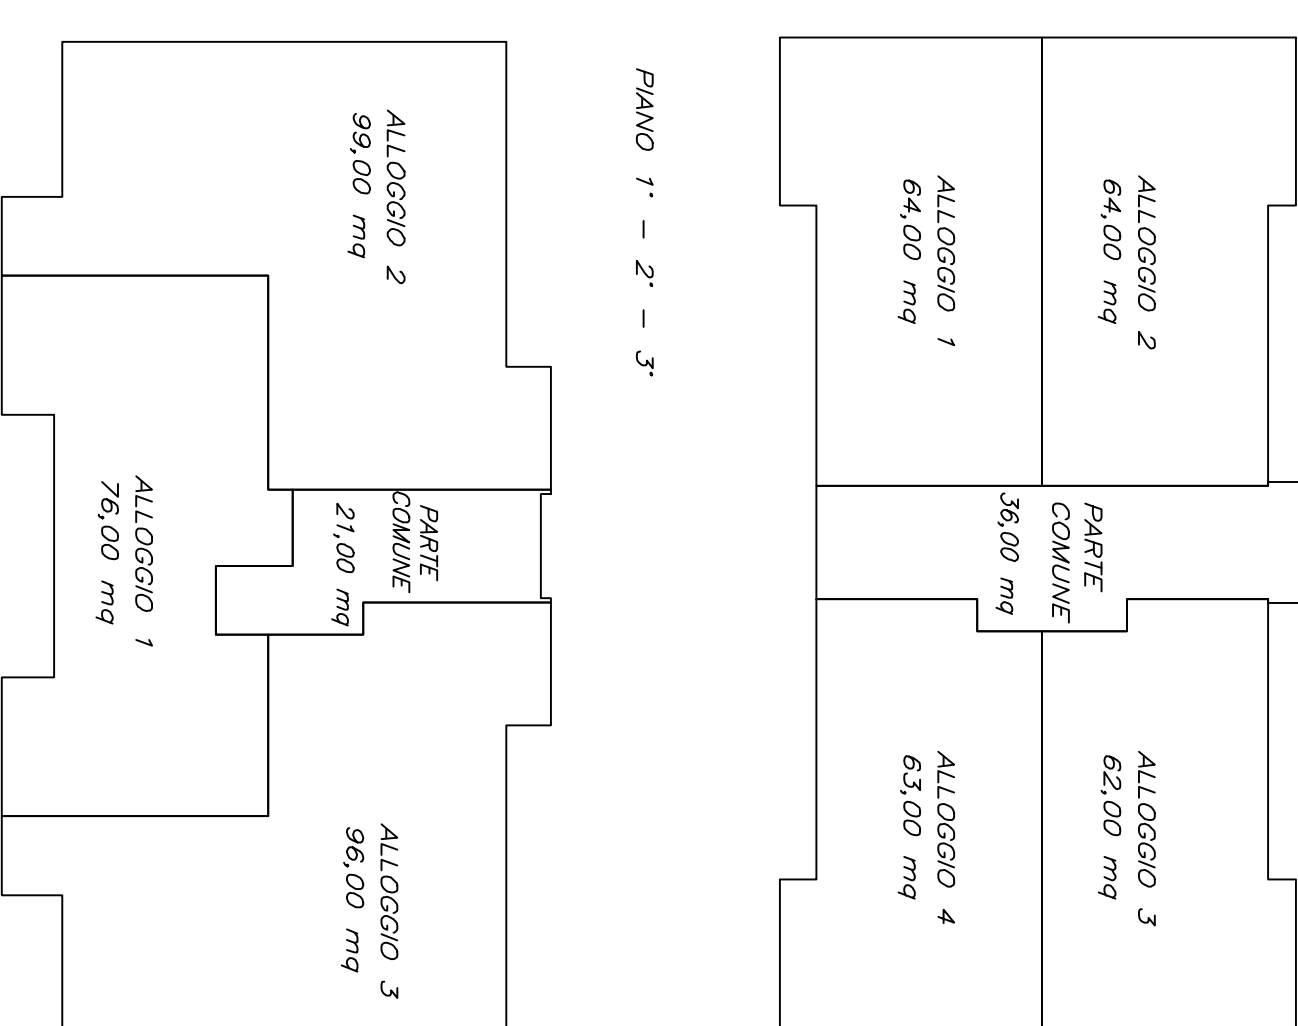 ALLOGGIO 2
64,00 mq
ALLOGGIO 1
64,00 mq
PARTE
COMUNE
36,00 mq
ALLOGGIO 3
62,00 mq
ALLOGGIO 4
63,00 mq
PIANO 1° - 2° - 3°
ALLOGGIO 2
99,00 mq
PARTE
COMUNE
21,00 mq
ALLOGGIO 1
76,00 mq
ALLOGGIO 3
96,00 mq